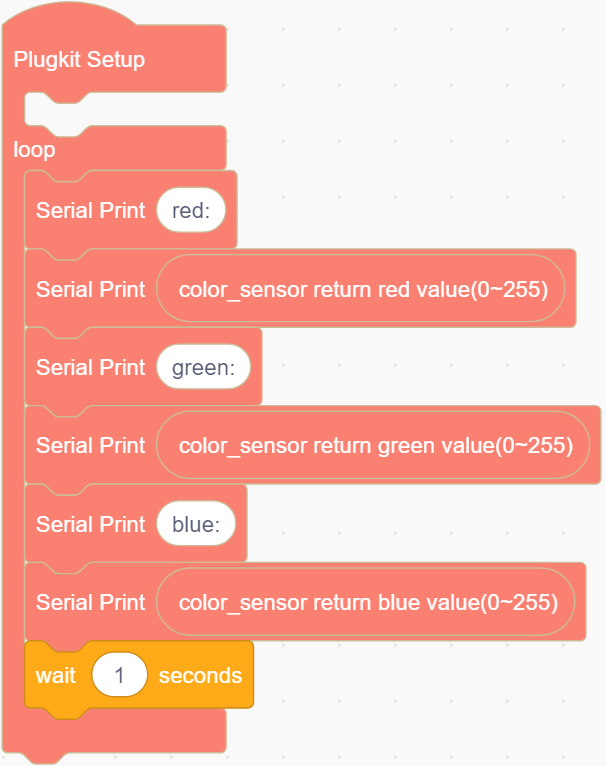 Plugkit Setup
loop
Serial Print red:
Serial Print color_sensor return red value(0~255)
Serial Print green:
Serial Print color_sensor return green value(0~255)
Serial Print blue:
Serial Print color_sensor return blue value(0~255)
wait 1 seconds